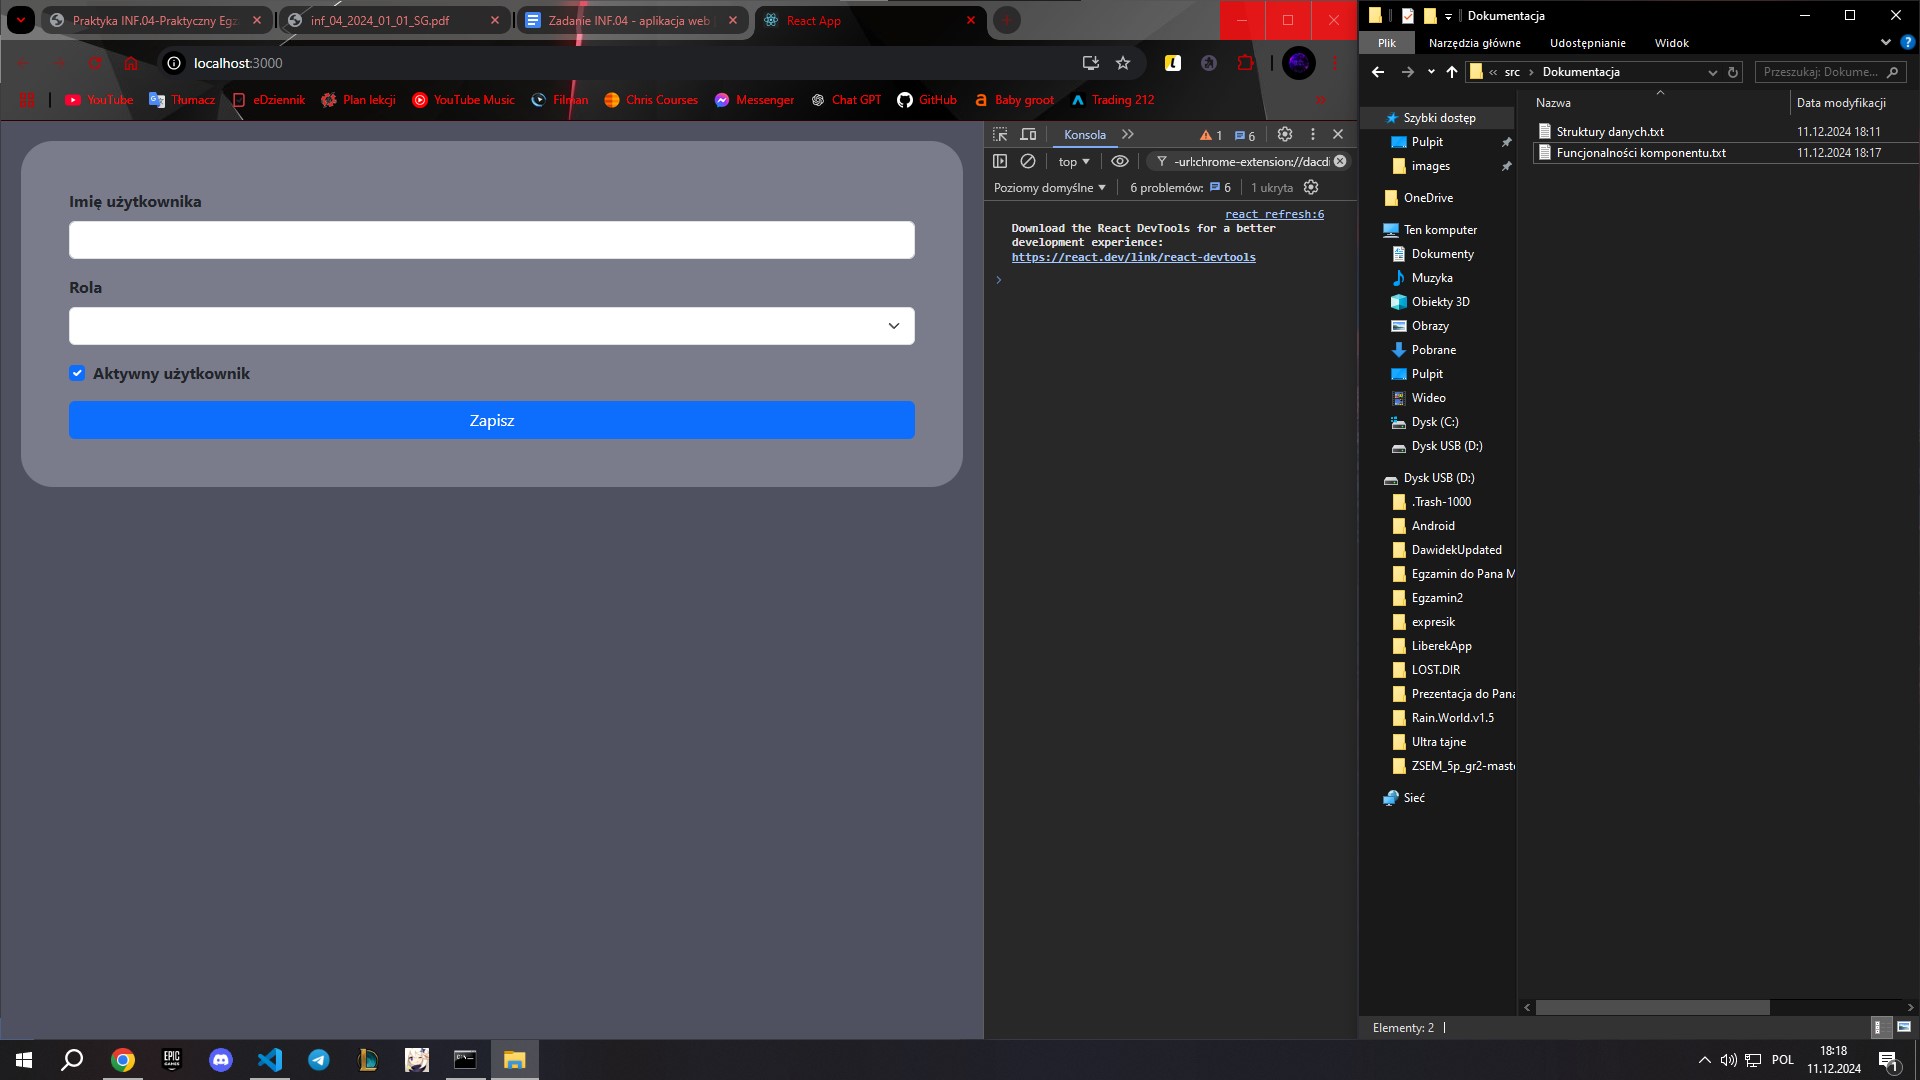 Praktyka INF.04-Praktyczny Egz
inf_04_2024_01_01_SG.pdf
Zadanie INF.04 - aplikacja web
React App
localhost:3000
YouTube
Tłumacz
eDziennik
Plan lekcji
YouTube Music
Filman
Chris Courses
Messenger
Chat GPT
GitHub
Baby groot
Trading 212
Imię użytkownika
Rola
Aktywny użytkownik
Zapisz
Konsola
1
6
top
-url:chrome-extension://dacdi
Poziomy domyślne
6 problemów:
6
1 ukryta
react refresh:6
Download the React DevTools for a better
development experience:
https://react.dev/link/react-devtools
Dokumentacja
Plik
Narzędzia główne
Udostępnianie
Widok
src
Dokumentacja
Przeszukaj: Dokume...
Nazwa
Data modyfikacji
Struktury danych.txt
11.12.2024 18:11
Funcjonalności komponentu.txt
11.12.2024 18:17
Szybki dostęp
Pulpit
images
OneDrive
Ten komputer
Dokumenty
Muzyka
Obiekty 3D
Obrazy
Pobrane
Pulpit
Wideo
Dysk (C:)
Dysk USB (D:)
Dysk USB (D:)
.Trash-1000
Android
DawidekUpdated
Egzamin do Pana M
Egzamin2
expresik
LiberekApp
LOST.DIR
Prezentacja do Pana
Rain.World.v1.5
Ultra tajne
ZSEM_5p_gr2-maste
Sieć
Elementy: 2
EPIC
GAMES
POL
18:18
11.12.2024
1